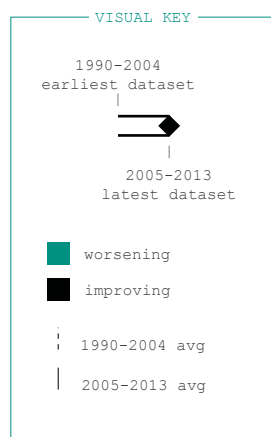 VISUAL KEY
1990-2004
earliest dataset
2005-2013
latest dataset
worsening
improving
1990-2004 avg
2005-2013 avg